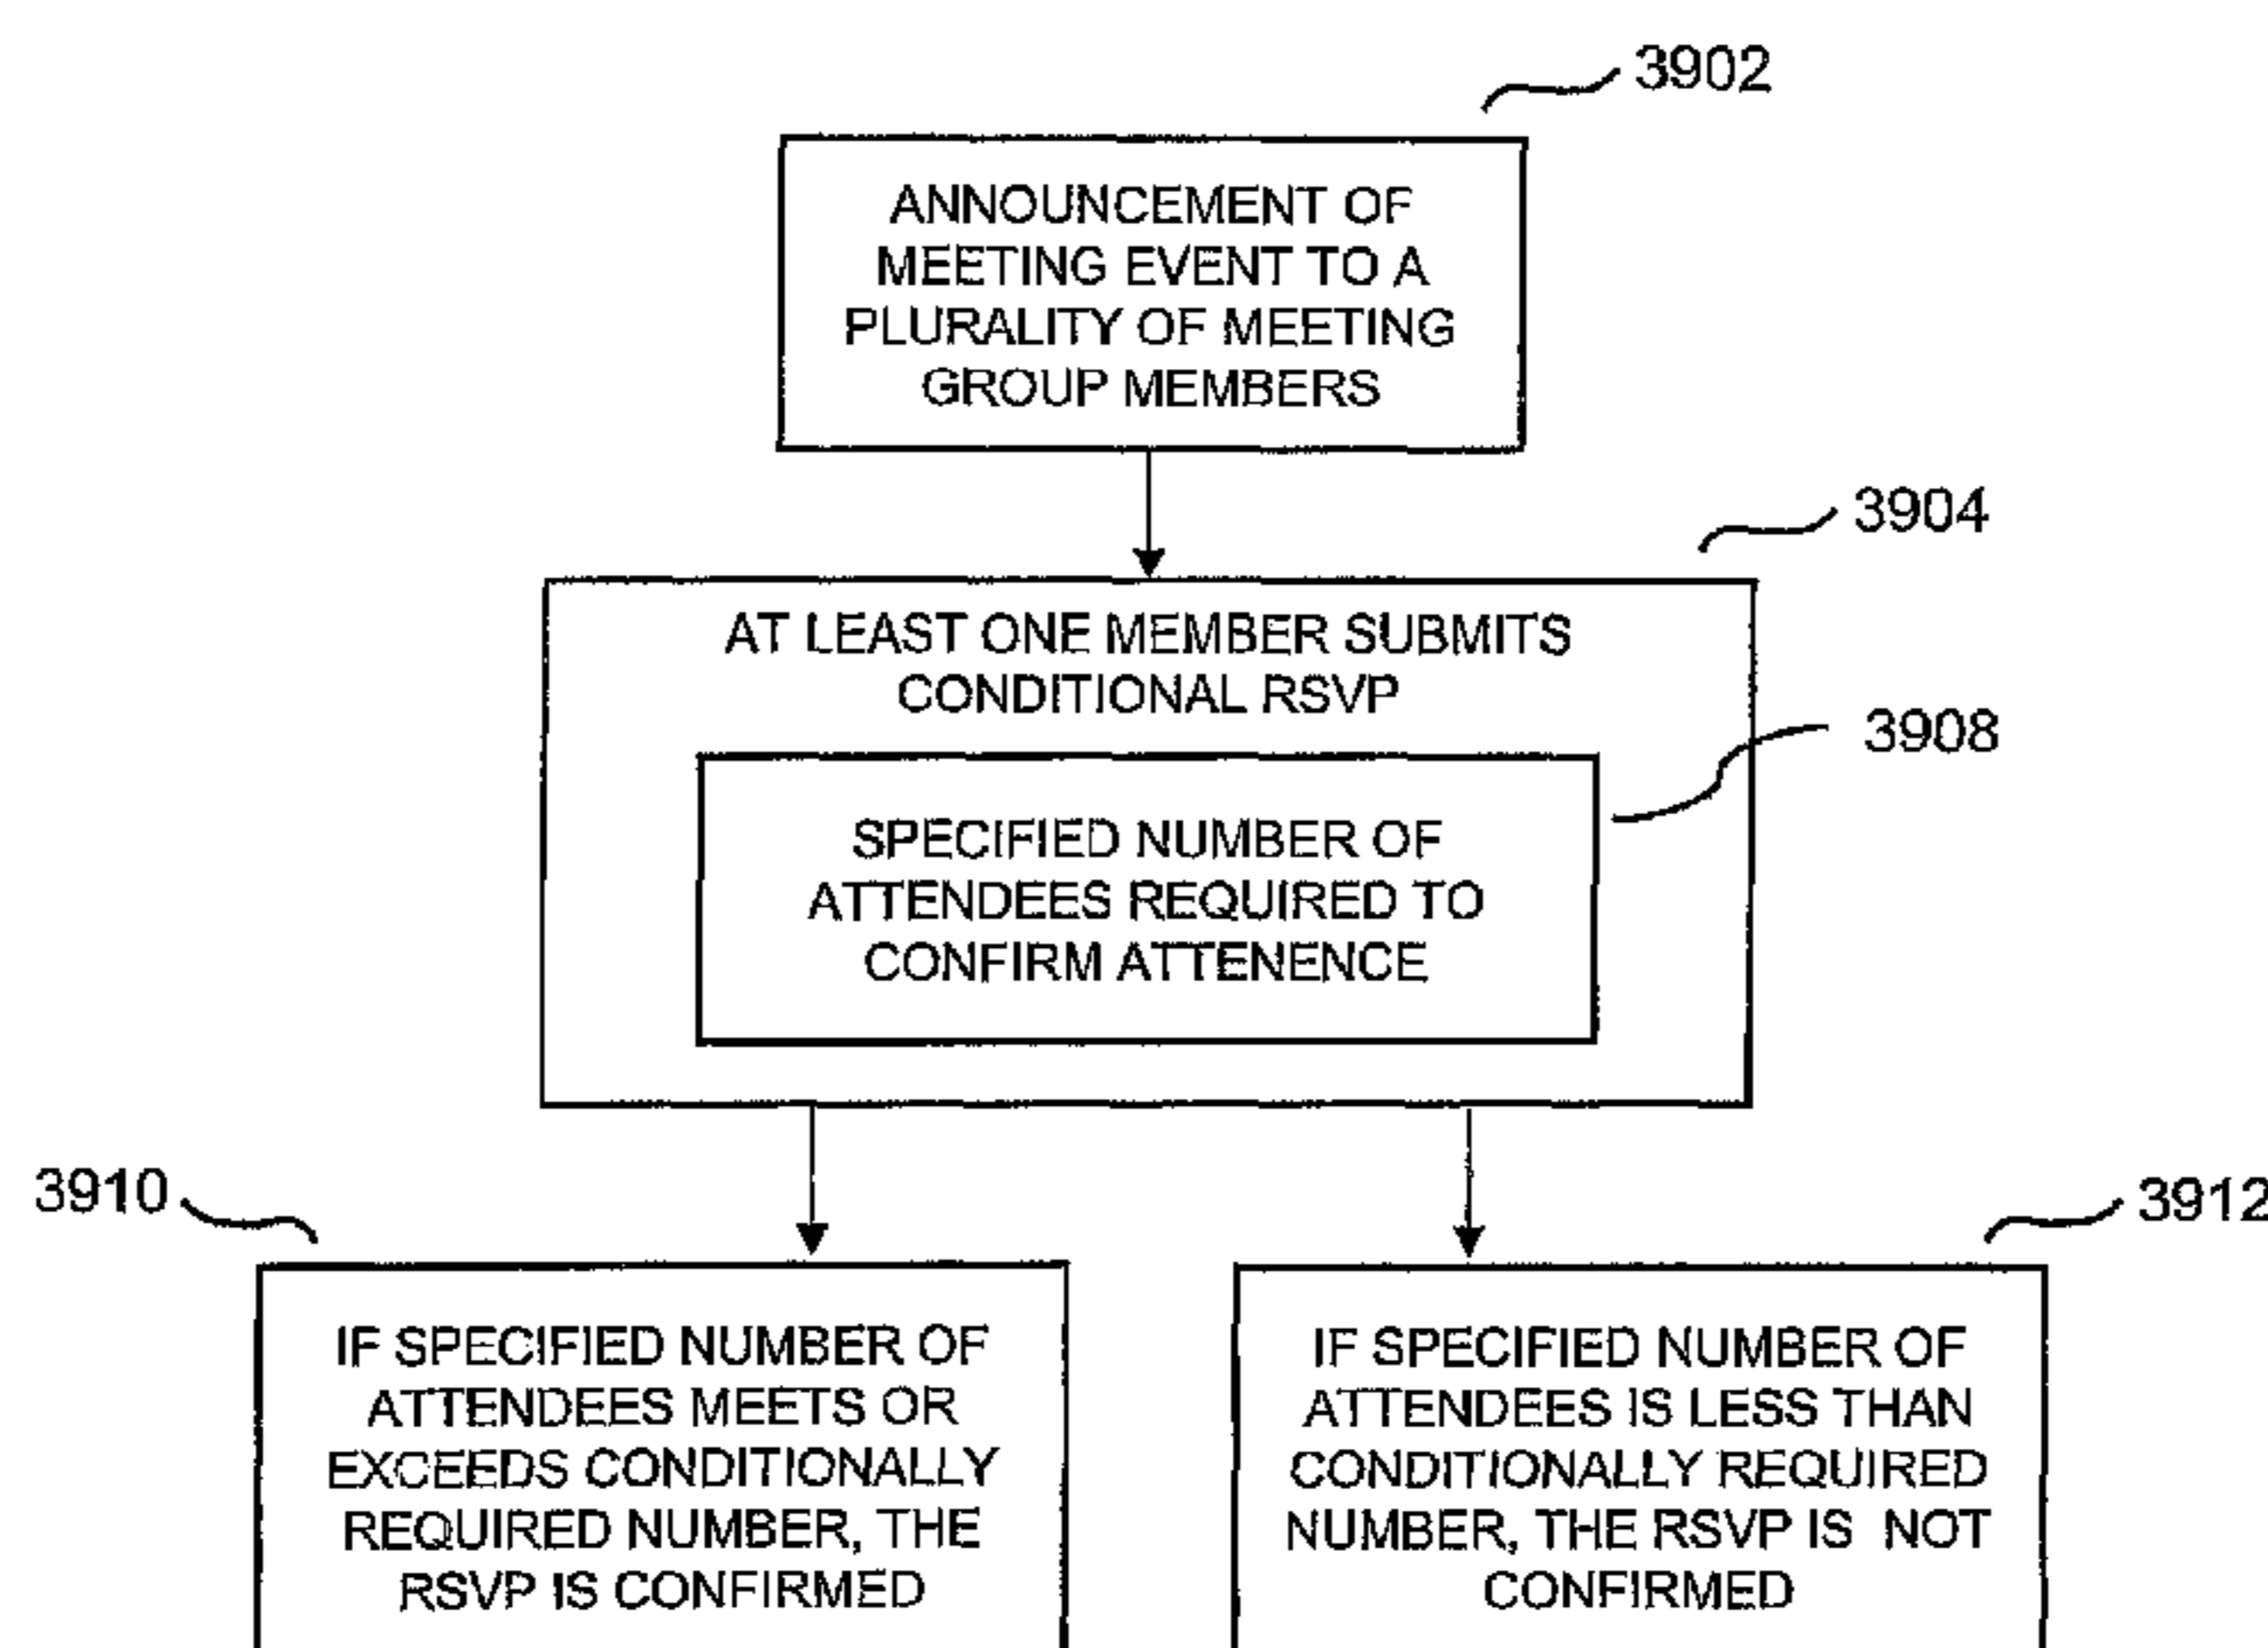 3902
ANNOUNCEMENT OF
MEETING EVENT TO A
PLURALITY OF MEETING
GROUP MEMBERS
3904
AT LEAST ONE MEMBER SUBMITS
CONDITIONAL RSVP
3908
SPECIFIED NUMBER OF
ATTENDEES REQUIRED TO
CONFIRM ATTENENCE
3910
3912
IF SPECIFIED NUMBER OF
ATTENDEES MEETS OR
EXCEEDS CONDITIONALLY
REQUIRED NUMBER, THE
RSVP IS CONFIRMED
IF SPECIFIED NUMBER OF
ATTENDEES IS LESS THAN
CONDITIONALLY REQUIRED
NUMBER, THE RSVP IS NOT
CONFIRMED